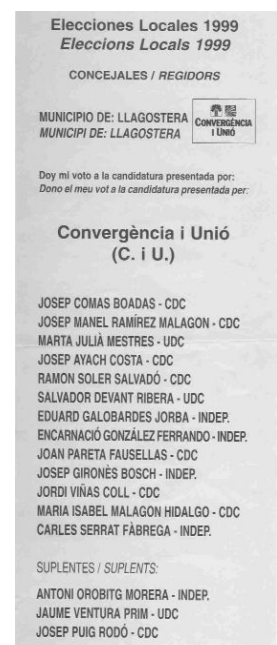 Elecciones Locales 1999
Eleccions Locals 1999
CONCEJALES / REGIDORS
MUNICIPIO DE: LLAGOSTERA
MUNICIPI DE: LLAGOSTERA
CONVERGÈNCIA
I UNIÓ
Doy mi voto a la candidatura presentada por:
Dono el meu vot a la candidatura presentada per:
Convergència i Unió
(C. i U.)
JOSEP COMAS BOADAS - CDC
JOSEP MANEL RAMÍREZ MALAGON - CDC
MARTA JULIÀ MESTRES - UDC
JOSEP AYACH COSTA - CDC
RAMON SOLER SALVADÓ - CDC
SALVADOR DEVANT RIBERA - UDC
EDUARD GALOBARDES JORBA - INDEP.
ENCARNACIÓ GONZÁLEZ FERRANDO - INDEP.
JOAN PARETA FAUSELLAS - CDC
JOSEP GIRONÈS BOSCH - INDEP.
JORDI VIÑAS COLL - CDC
MARIA ISABEL MALAGON HIDALGO - CDC
CARLES SERRAT FÀBREGA - INDEP.
SUPLENTES / SUPLENTS:
ANTONI OROBITG MORERA - INDEP.
JAUME VENTURA PRIM - UDC
JOSEP PUIG RODÓ - CDC